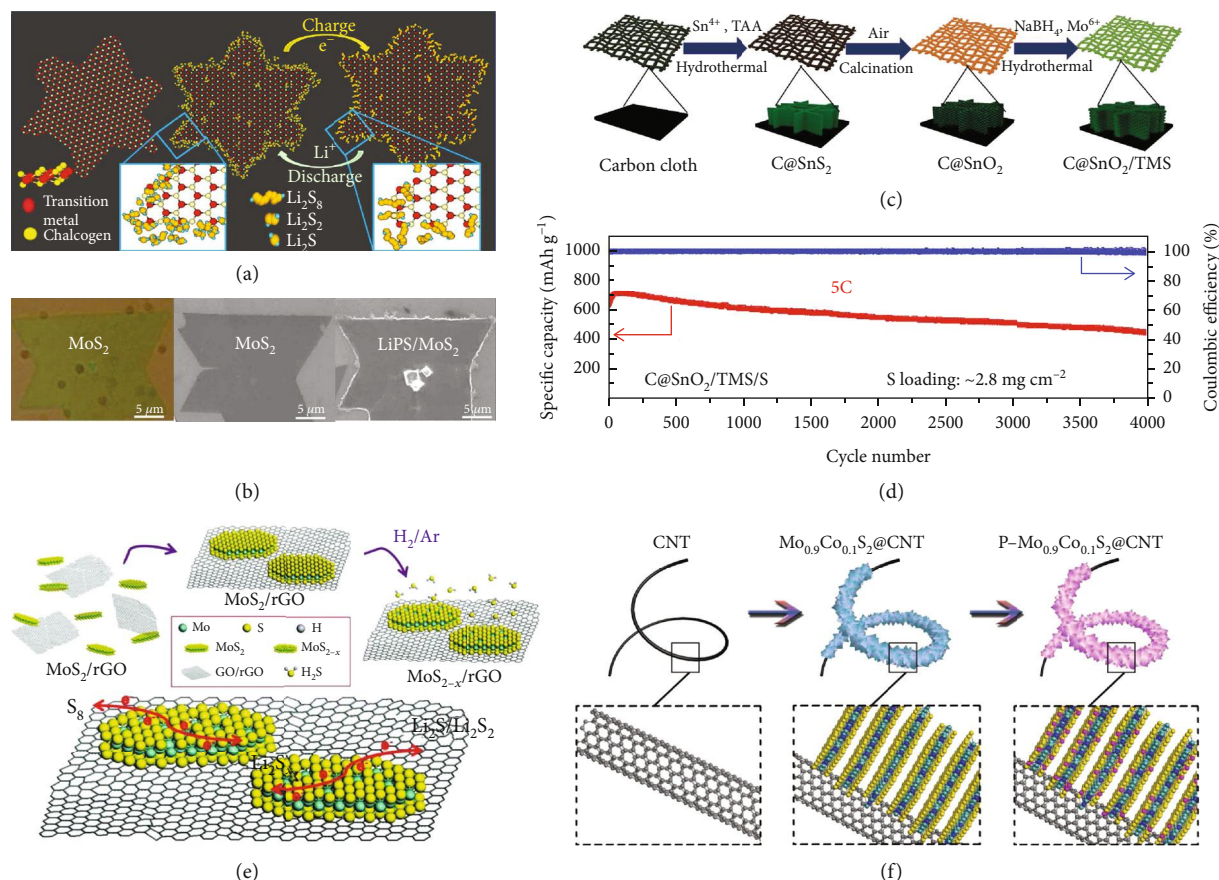 Charge
e⁻
Li⁺
Discharge
Transition
metal
Chalcogen
Li₂S₈
Li₂S₂
Li₂S
(a)
MoS₂
5 µm
MoS₂
5 µm
LiPS/MoS₂
5 µm
(b)
Sn⁴⁺ , TAA
Hydrothermal
Air
Calcination
NaBH₄, Mo⁶⁺
Hydrothermal
Carbon cloth
C@SnS₂
C@SnO₂
C@SnO₂/TMS
(c)
Specific capacity (mAh g⁻¹)
1000
800
600
400
200
5C
C@SnO₂/TMS/S
S loading: ~2.8 mg cm⁻²
100
80
60
40
20
0
Coulombic efficiency (%)
0
500
1000
1500
2000
2500
3000
3500
4000
Cycle number
(d)
MoS₂/rGO
MoS₂/rGO
H₂/Ar
MoS₂₋ₓ/rGO
Mo
S
H
MoS₂
MoS₂₋ₓ
GO/rGO
H₂S
S₈
e
e
e
e
Li₂Sₓ
e
e
Li₂S/Li₂S₂
(e)
CNT
Mo₀.₉Co₀.₁S₂@CNT
P–Mo₀.₉Co₀.₁S₂@CNT
(f)